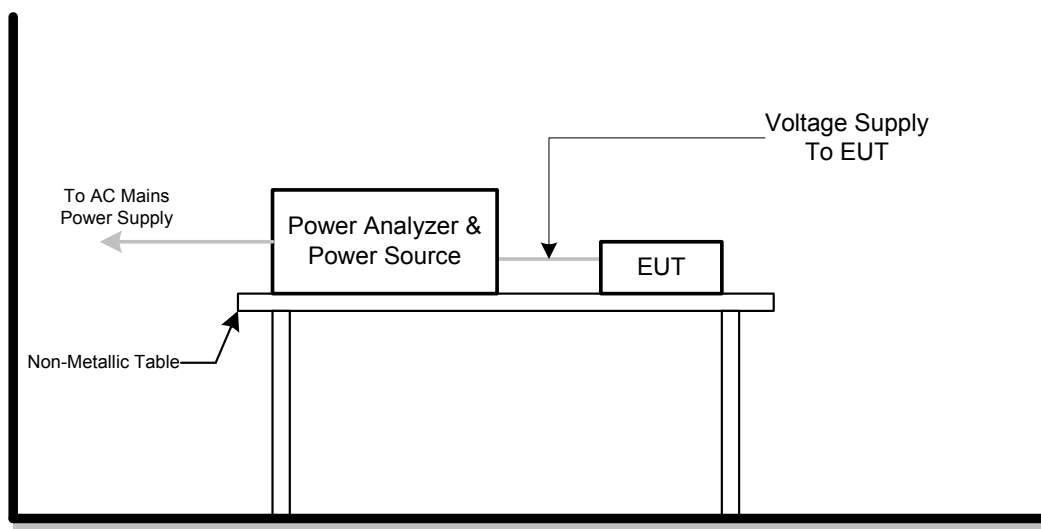 Voltage Supply
To EUT
To AC Mains
Power Supply
Power Analyzer &
Power Source
EUT
Non-Metallic Table